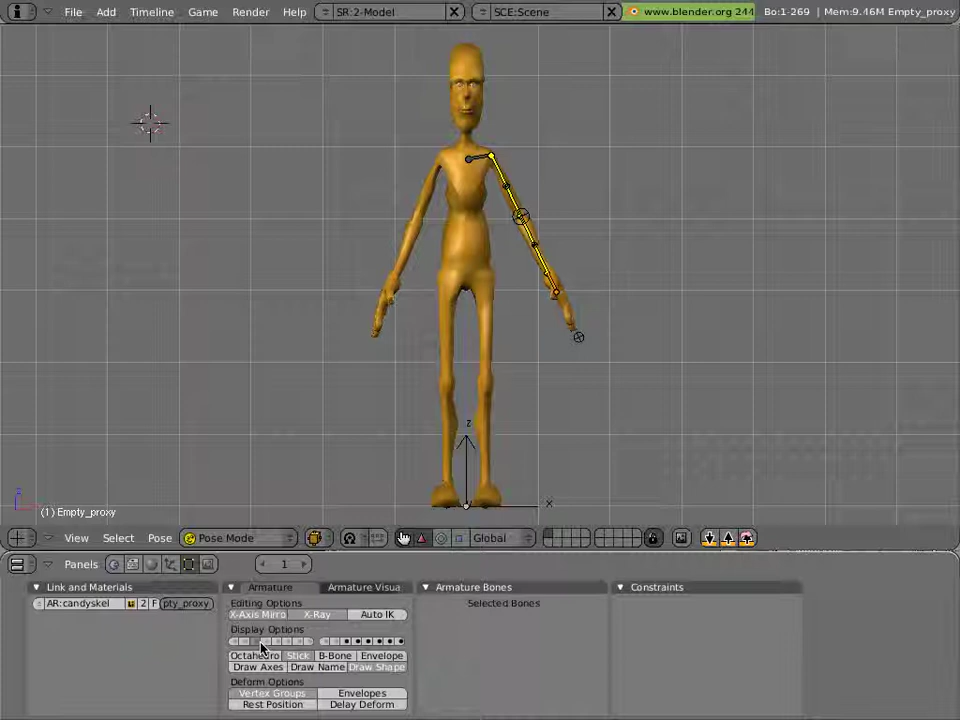 File Add Timeline Game Render Help SR:2-Model SCE:Scene www.blender.org 244 Bo:1-269 | Mem:9.46M Empty_proxy
z
x
(1) Empty_proxy
View Select Pose Pose Mode Global
Panels 1
Link and Materials Armature Armature Visua Armature Bones Constraints
AR:candyskel 2 F pty_proxy Editing Options Selected Bones
X-Axis Mirro X-Ray Auto IK
Display Options
Octahedro Stick B-Bone Envelope
Draw Axes Draw Name Draw Shape
Deform Options
Vertex Groups Envelopes
Rest Position Delay Deform